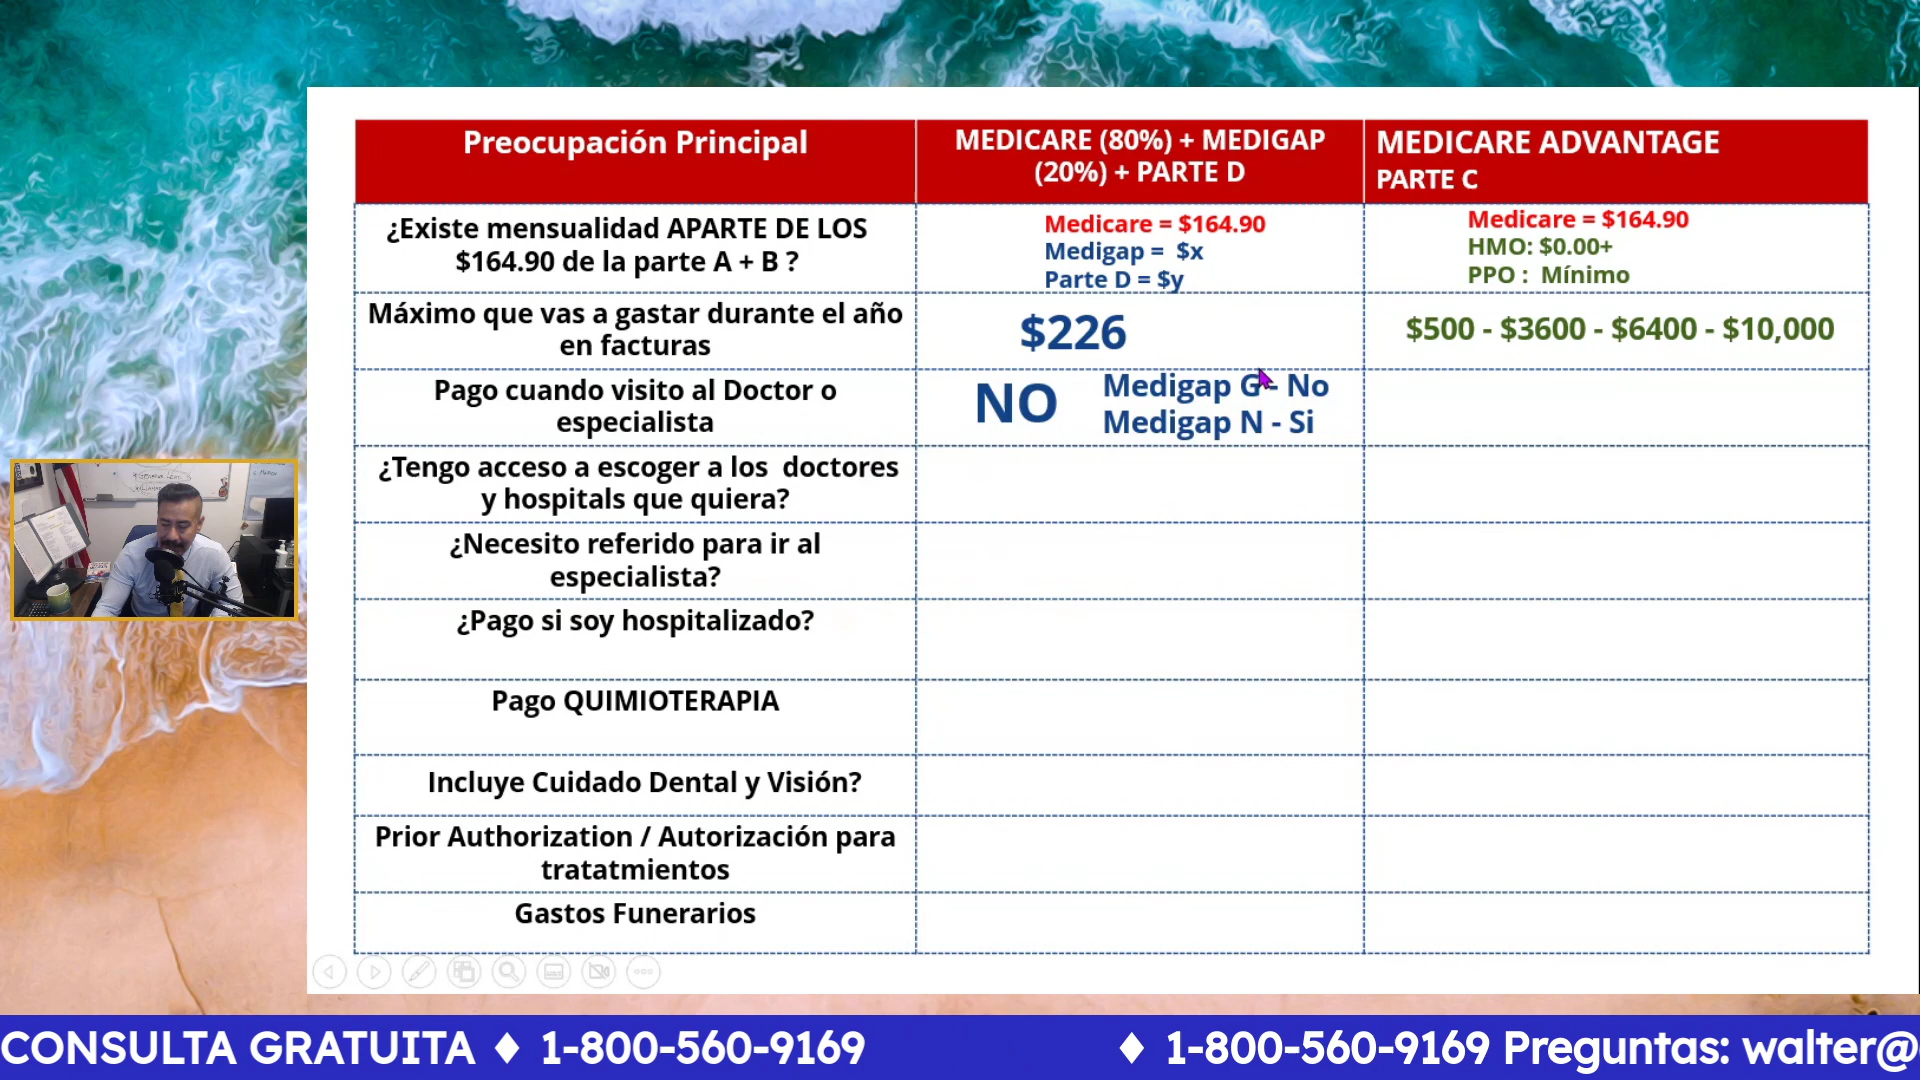 Preocupación Principal
MEDICARE (80%) + MEDIGAP
(20%) + PARTE D
MEDICARE ADVANTAGE
PARTE C
¿Existe mensualidad APARTE DE LOS
$164.90 de la parte A + B ?
Medicare = $164.90
Medigap = $x
Parte D = $y
Medicare = $164.90
HMO: $0.00+
PPO : Mínimo
Máximo que vas a gastar durante el año
en facturas
$226
$500 - $3600 - $6400 - $10,000
Pago cuando visito al Doctor o
especialista
NO
Medigap G - No
Medigap N - Si
¿Tengo acceso a escoger a los doctores
y hospitals que quiera?
¿Necesito referido para ir al
especialista?
¿Pago si soy hospitalizado?
Pago QUIMIOTERAPIA
Incluye Cuidado Dental y Visión?
Prior Authorization / Autorización para
tratatmientos
Gastos Funerarios
CONSULTA GRATUITA ♦ 1-800-560-9169 ♦ 1-800-560-9169 Preguntas: walter@